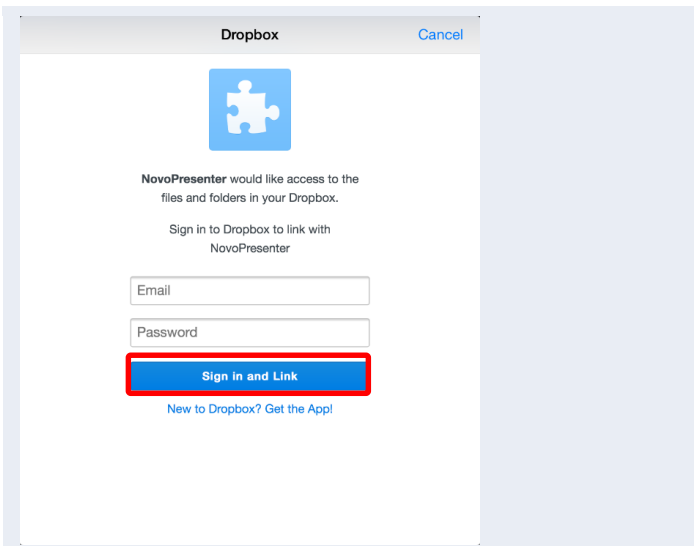 Dropbox Cancel
NovoPresenter would like access to the
files and folders in your Dropbox.
Sign in to Dropbox to link with
NovoPresenter
Email
Password
Sign in and Link
New to Dropbox? Get the App!